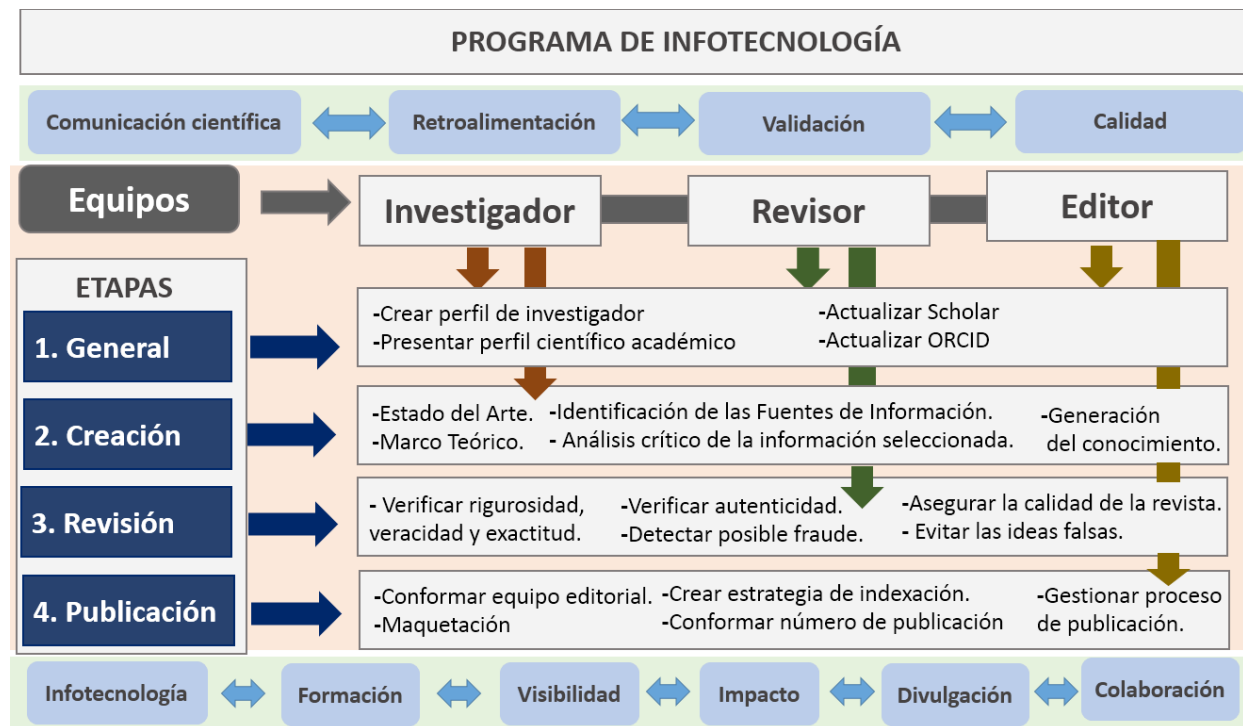 PROGRAMA DE INFOTECNOLOGÍA
Comunicación científica
Retroalimentación
Validación
Calidad
Equipos
Investigador
Revisor
Editor
ETAPAS
1. General
-Crear perfil de investigador
-Presentar perfil científico académico
-Actualizar Scholar
-Actualizar ORCID
2. Creación
-Estado del Arte.
-Marco Teórico.
-Identificación de las Fuentes de Información.
- Análisis crítico de la información seleccionada.
-Generación
del conocimiento.
3. Revisión
- Verificar rigurosidad,
veracidad y exactitud.
-Verificar autenticidad.
-Detectar posible fraude.
-Asegurar la calidad de la revista.
- Evitar las ideas falsas.
4. Publicación
-Conformar equipo editorial.
-Maquetación
-Crear estrategia de indexación.
-Conformar número de publicación
-Gestionar proceso
de publicación.
Infotecnología
Formación
Visibilidad
Impacto
Divulgación
Colaboración